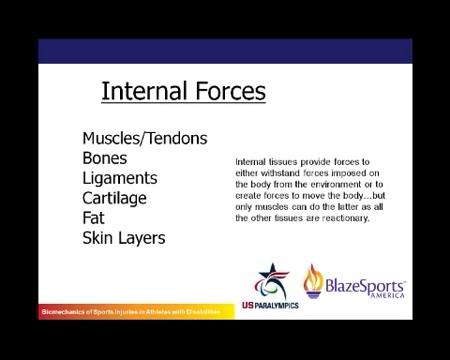 Internal Forces
Muscles/Tendons
Bones
Ligaments
Cartilage
Fat
Skin Layers
Internal tissues provide forces to
either withstand forces imposed on
the body from the environment or to
create forces to move the body…but
only muscles can do the latter as all
the other tissues are reactionary.
US PARALYMPICS
BlazeSports™
AMERICA
Biomechanics of Sports Injuries in Athletes with Disabilities